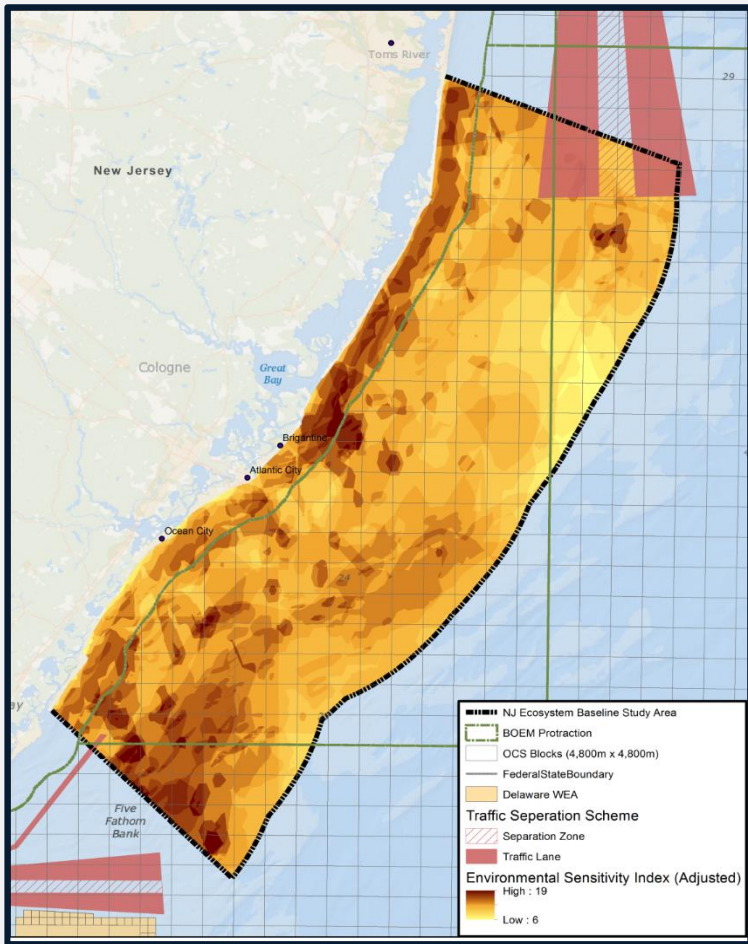 Toms River
29
New Jersey
Cologne
Great
Bay
Brigantine
Atlantic City
Ocean City
24
ay
Five
Fathom
Bank
NJ Ecosystem Baseline Study Area
BOEM Protraction
OCS Blocks (4,800m x 4,800m)
FederalStateBoundary
Delaware WEA
Traffic Seperation Scheme
Separation Zone
Traffic Lane
Environmental Sensitivity Index (Adjusted)
High : 19
Low : 6